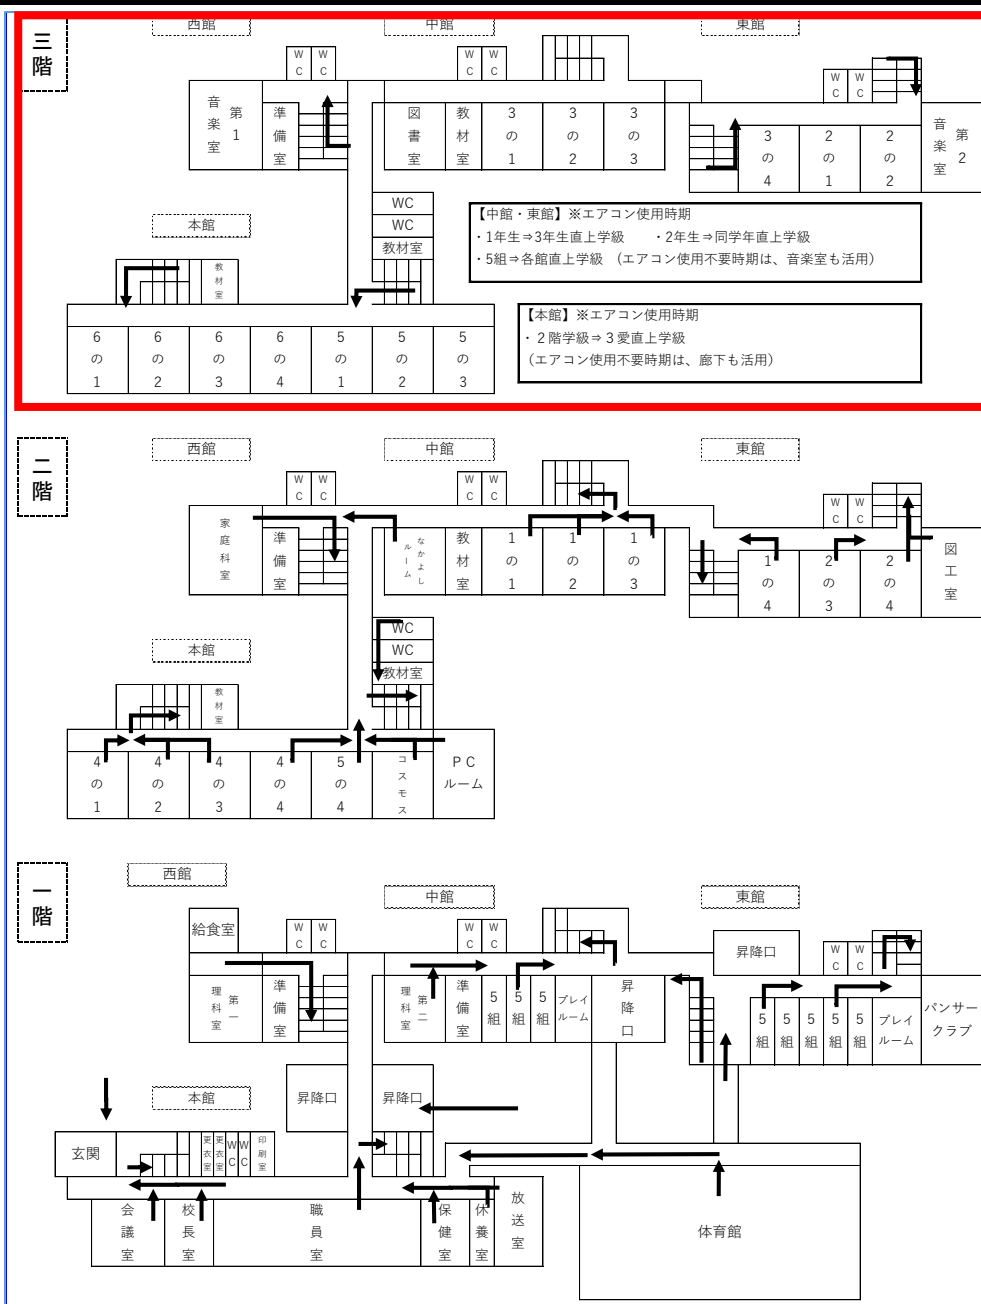 三階
西館
中館
東館
WC
WC
WC
WC
WC
WC
第1音楽室
準備室
図書室
教材室
3の1
3の2
3の3
3の4
2の1
2の2
第2音楽室
WC
WC
教材室
【中館・東館】※エアコン使用時期
・1年生⇒3年生直上学級　・2年生⇒同学年直上学級
・5組⇒各館直上学級　(エアコン使用不要時期は、音楽室も活用)
本館
教材室
【本館】※エアコン使用時期
・２階学級⇒３愛直上学級
(エアコン使用不要時期は、廊下も活用)
6の1
6の2
6の3
6の4
5の1
5の2
5の3
二階
西館
中館
東館
WC
WC
WC
WC
WC
WC
家庭科室
準備室
なかよしルーム
教材室
1の1
1の2
1の3
1の4
2の3
2の4
図工室
WC
WC
教材室
本館
教材室
4の1
4の2
4の3
4の4
5の4
コスモス
ＰＣルーム
一階
西館
中館
東館
給食室
WC
WC
WC
WC
昇降口
WC
WC
第一理科室
準備室
第二理科室
準備室
5組
5組
5組
プレイルーム
昇降口
5組
5組
5組
5組
5組
プレイルーム
パンサークラブ
本館
昇降口
昇降口
玄関
更衣室
更衣室
WC
WC
印刷室
会議室
校長室
職員室
保健室
休養室
放送室
体育館